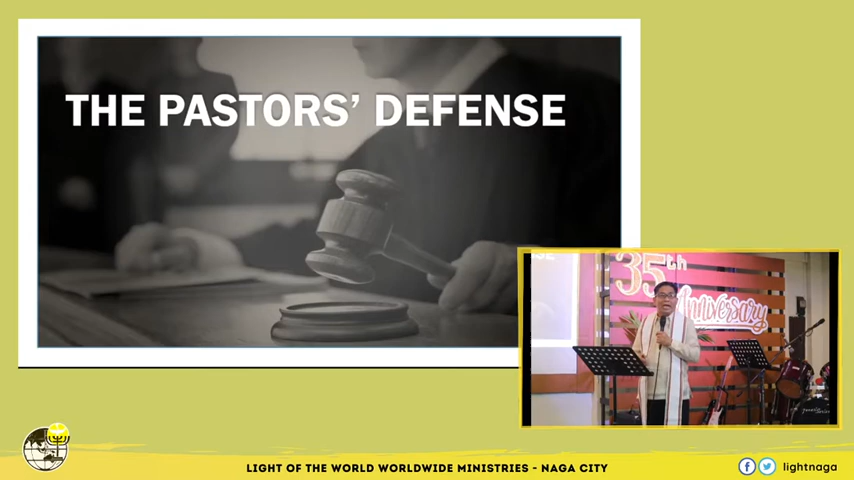 THE PASTORS’ DEFENSE
35th
Anniversary
LIGHT OF THE WORLD WORLDWIDE MINISTRIES - NAGA CITY
lightnaga